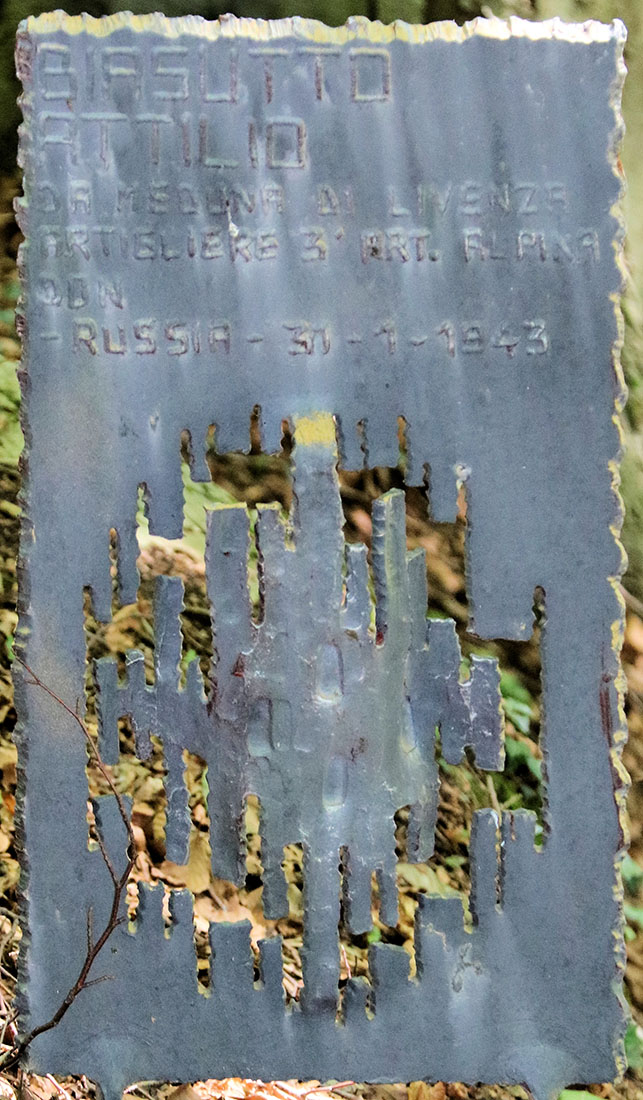 BIASUTTO
ATTILIO
DA MEDUNA DI LIVENZA
ARTIGLIERE 3° ART. ALPINA
DON
- RUSSIA - 31 - 1 - 1943